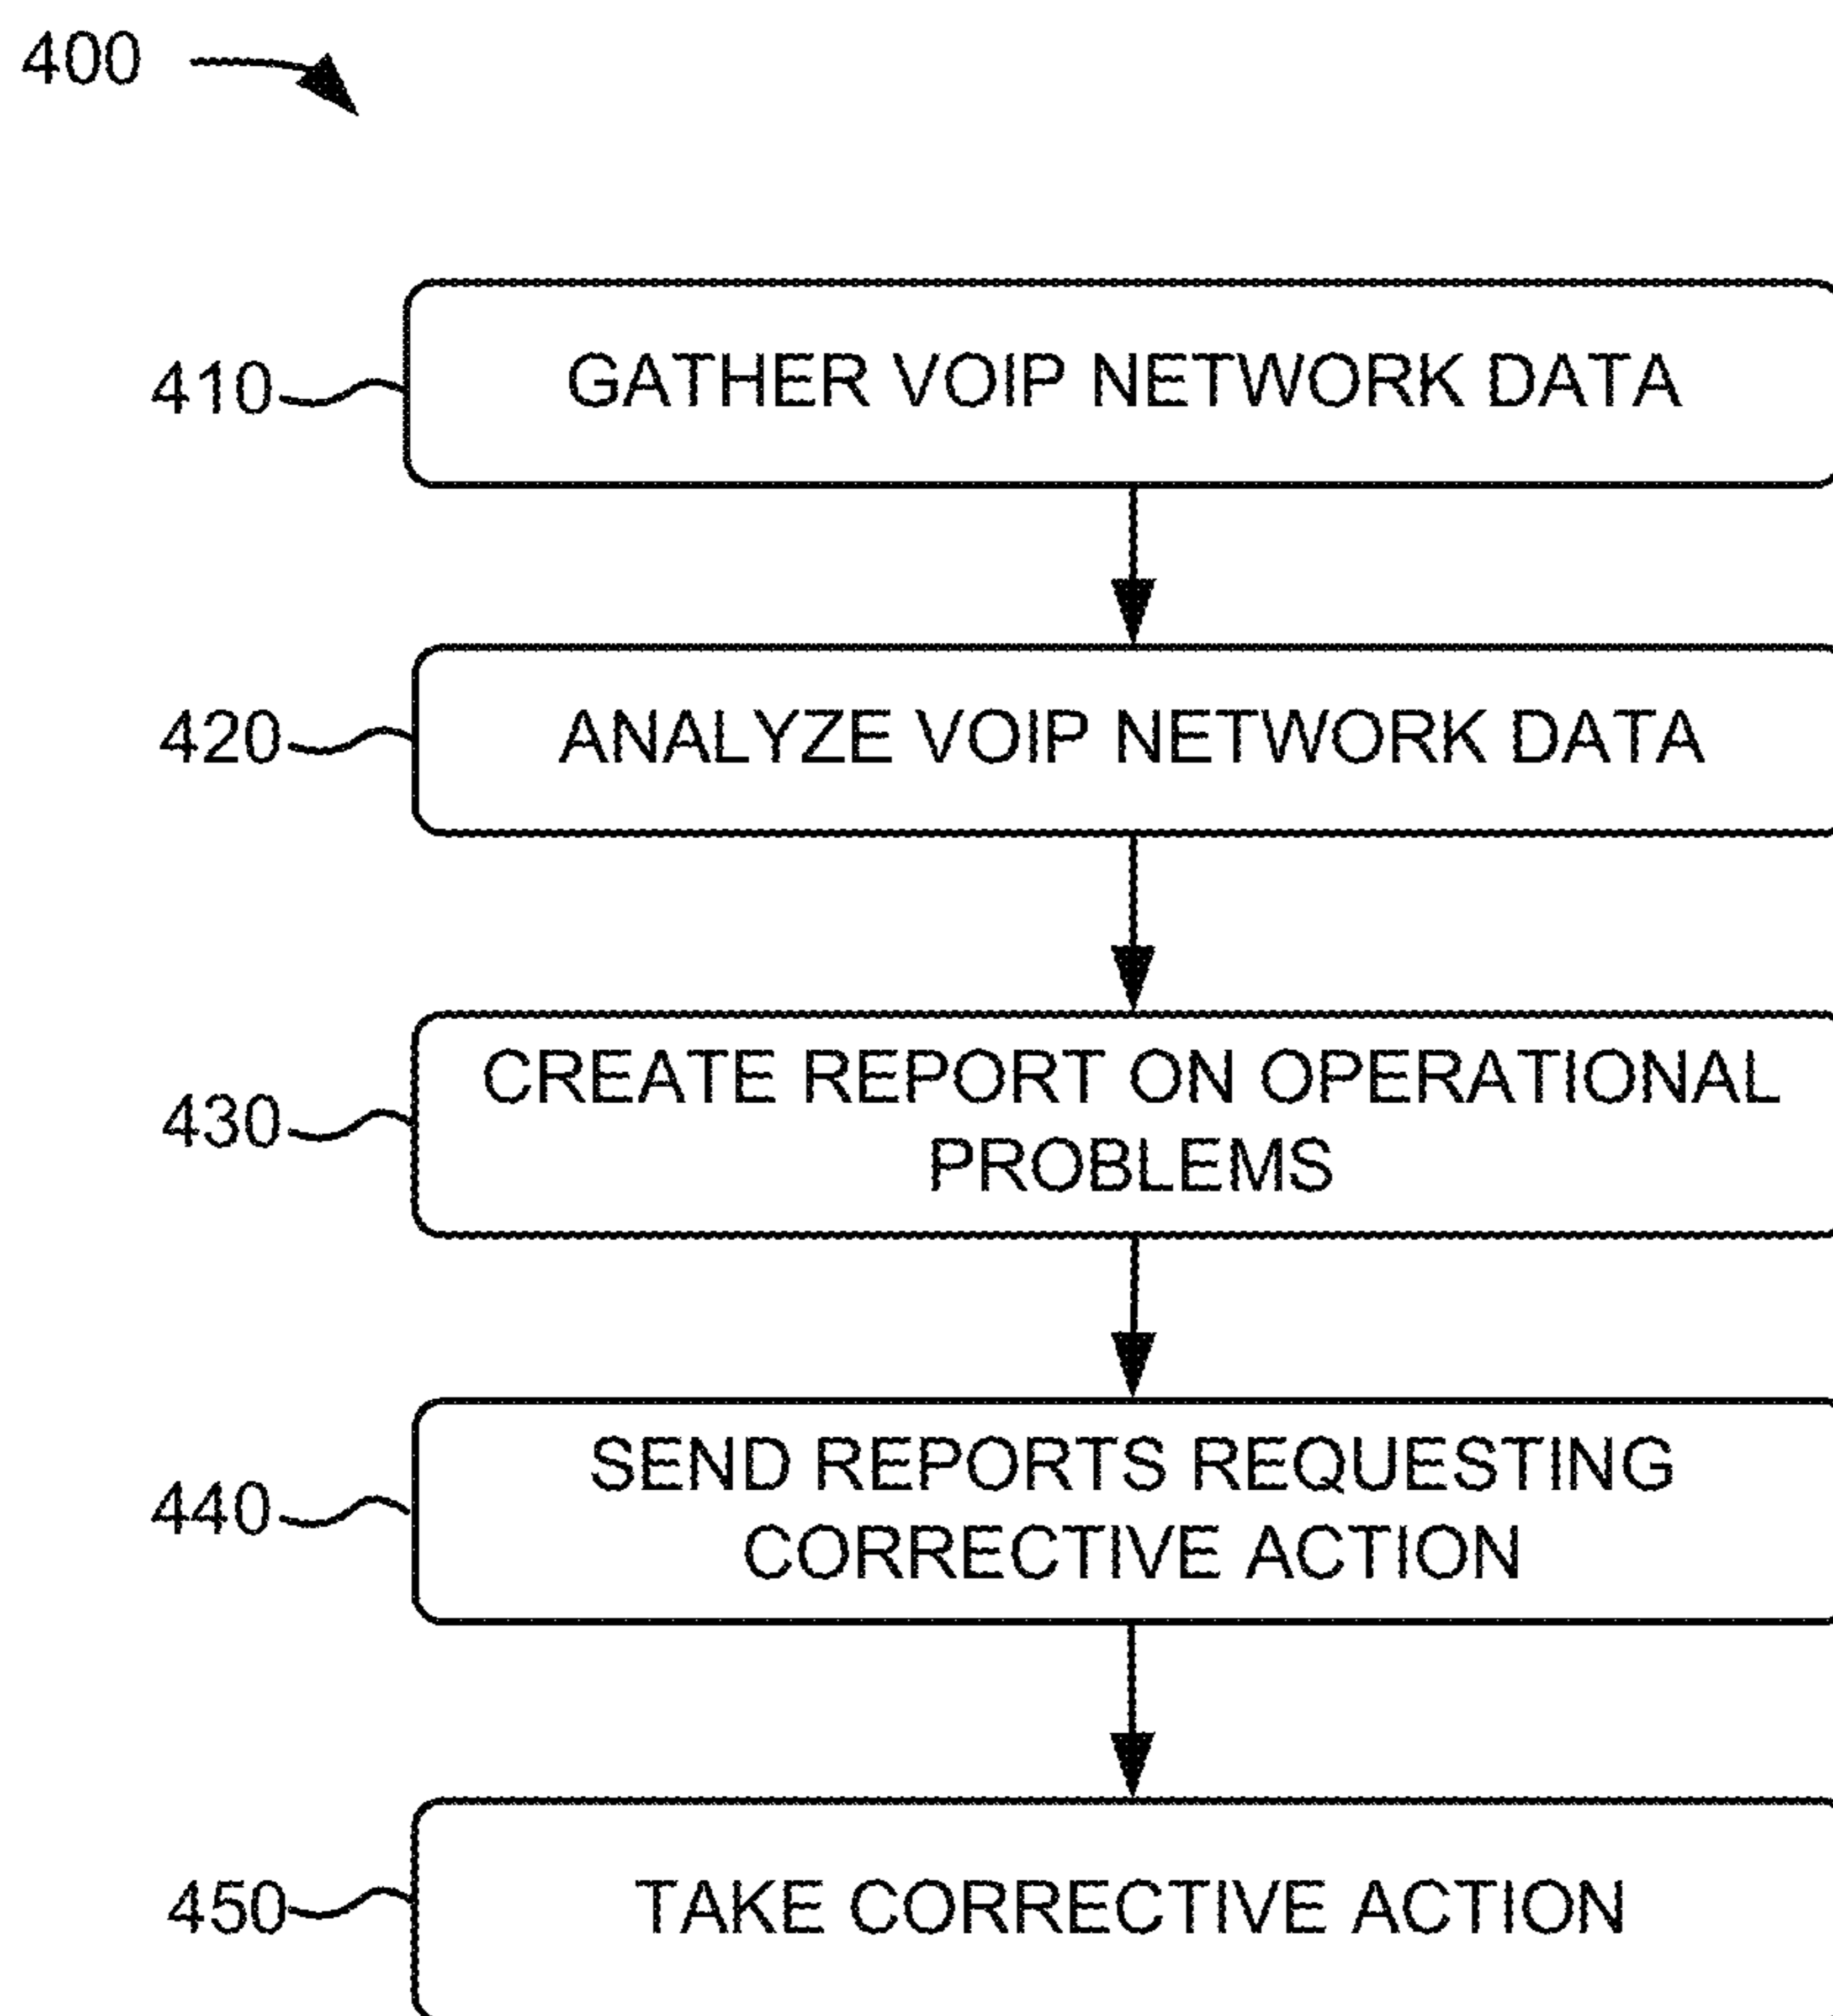 400
410 GATHER VOIP NETWORK DATA
420 ANALYZE VOIP NETWORK DATA
430 CREATE REPORT ON OPERATIONAL
PROBLEMS
440 SEND REPORTS REQUESTING
CORRECTIVE ACTION
450 TAKE CORRECTIVE ACTION